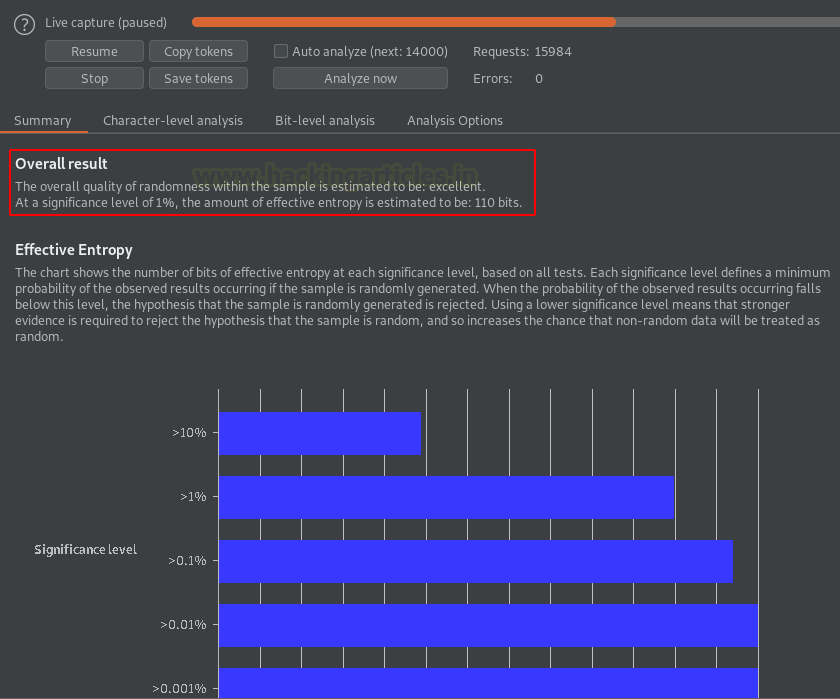 ? Live capture (paused)
Resume Copy tokens Auto analyze (next: 14000) Requests: 15984
Stop Save tokens Analyze now Errors: 0
Summary Character-level analysis Bit-level analysis Analysis Options
Overall result
www.hackingarticles.in
The overall quality of randomness within the sample is estimated to be: excellent.
At a significance level of 1%, the amount of effective entropy is estimated to be: 110 bits.
Effective Entropy
The chart shows the number of bits of effective entropy at each significance level, based on all tests. Each significance level defines a minimum
probability of the observed results occurring if the sample is randomly generated. When the probability of the observed results occurring falls
below this level, the hypothesis that the sample is randomly generated is rejected. Using a lower significance level means that stronger
evidence is required to reject the hypothesis that the sample is random, and so increases the chance that non-random data will be treated as
random.
>10%
>1%
Significance level
>0.1%
>0.01%
>0.001%